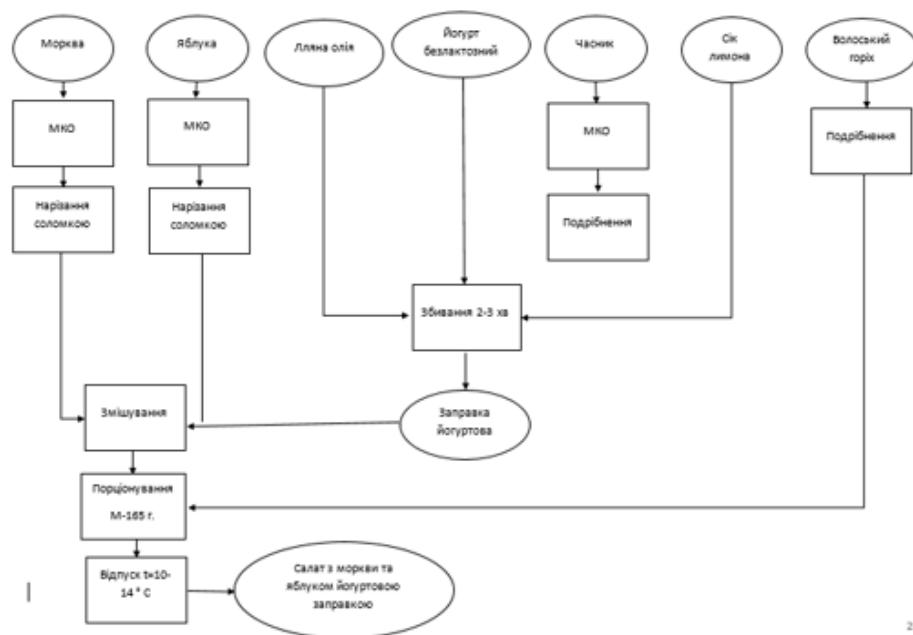 Морква
Яблука
Лляна олія
Йогурт
безлактозний
Часник
Сік
лимона
Волоський
горіх
МКО
МКО
МКО
Подрібнення
Нарізання
соломкою
Нарізання
соломкою
Подрібнення
Збивання 2-3 хв
Змішування
Заправка
йогуртова
Порціонування
М-165 г.
Відпуск t=10-
14 ° С
Салат з моркви та
яблуком йогуртовою
заправкою
2